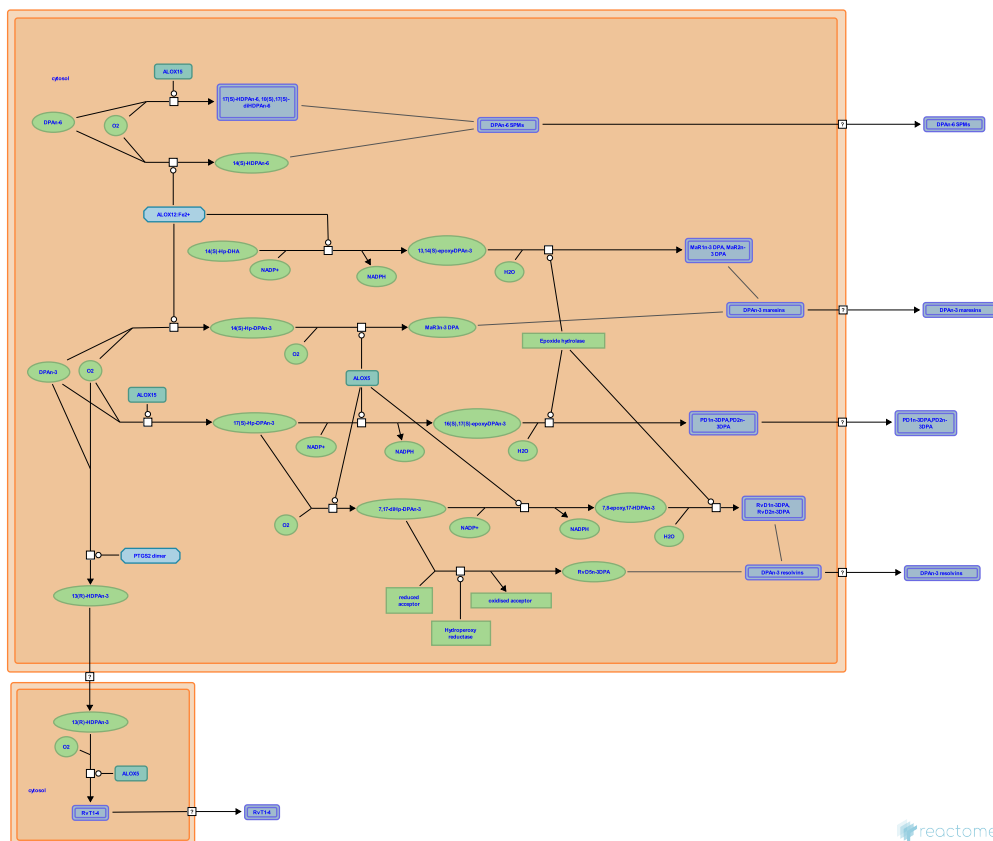 cytosol
ALOX15
17(S)-HDPAn-6, 10(S),17(S)-
diHDPAn-6
DPAn-6
O2
DPAn-6 SPMs
DPAn-6 SPMs
14(S)-HDPAn-6
ALOX12:Fe2+
14(S)-Hp-DHA
NADP+
NADPH
13,14(S)-epoxyDPAn-3
H2O
MaR1n-3 DPA, MaR2n-
3 DPA
DPAn-3 maresins
DPAn-3 maresins
14(S)-Hp-DPAn-3
O2
MaR3n-3 DPA
Epoxide hydrolase
DPAn-3
O2
ALOX5
ALOX15
17(S)-Hp-DPAn-3
NADP+
NADPH
16(S),17(S)-epoxyDPAn-3
H2O
PD1n-3DPA,PD2n-
3DPA
PD1n-3DPA,PD2n-
3DPA
O2
7,17-diHp-DPAn-3
NADP+
NADPH
7,8-epoxy,17-HDPAn-3
H2O
RvD1n-3DPA,
RvD2n-3DPA
PTGS2 dimer
13(R)-HDPAn-3
reduced
acceptor
oxidised acceptor
Hydroperoxy
reductase
RvD5n-3DPA
DPAn-3 resolvins
DPAn-3 resolvins
?
?
?
?
?
13(R)-HDPAn-3
O2
ALOX5
cytosol
RvT1-4
?
RvT1-4
reactome